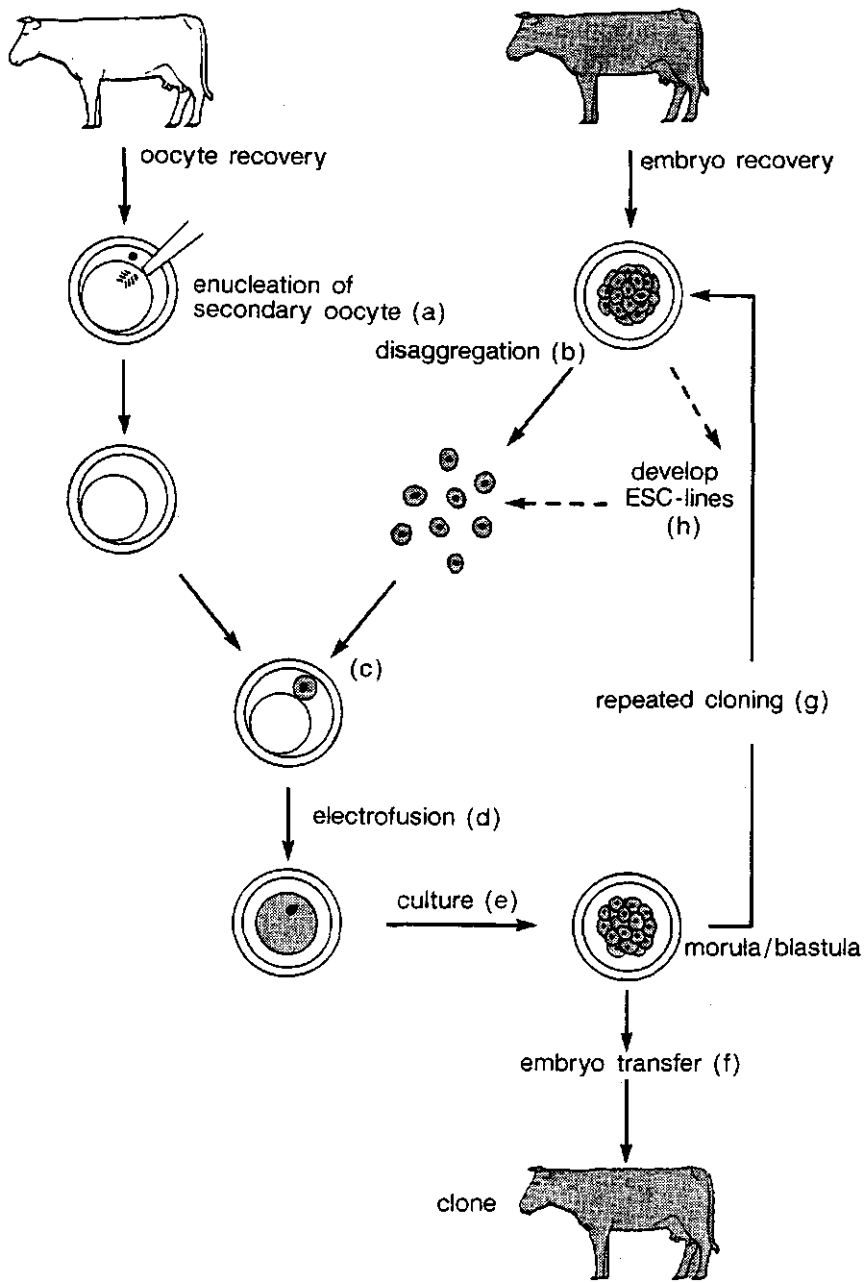 oocyte recovery
embryo recovery
enucleation of
secondary oocyte (a)
disaggregation (b)
develop
ESC-lines
(h)
(c)
repeated cloning (g)
electrofusion (d)
culture (e)
morula/blastula
embryo transfer (f)
clone